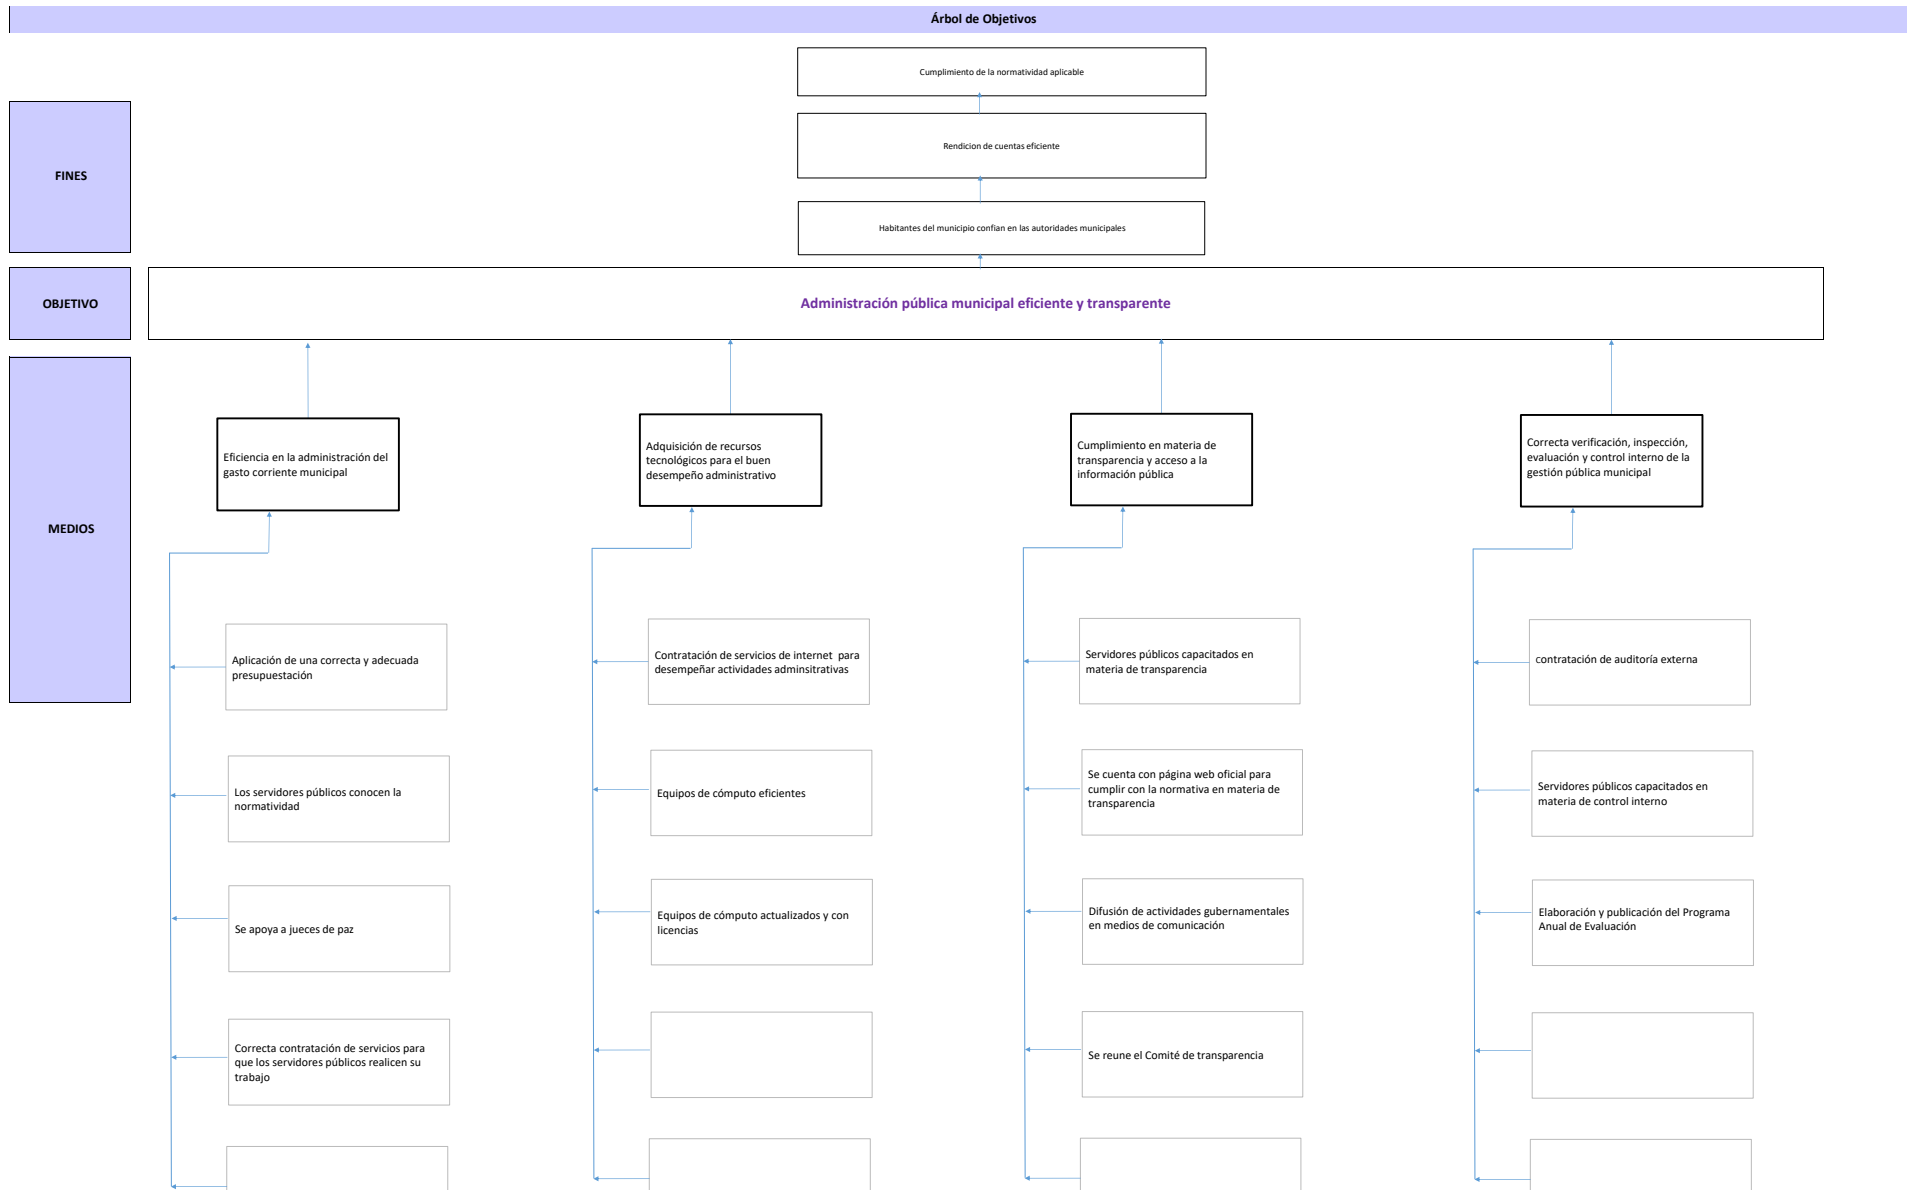 Árbol de Objetivos
Cumplimiento de la normatividad aplicable
FINES
Rendicion de cuentas eficiente
Habitantes del municipio confian en las autoridades municipales
OBJETIVO
Administración pública municipal eficiente y transparente
MEDIOS
Eficiencia en la administración del
gasto corriente municipal
Adquisición de recursos
tecnológicos para el buen
desempeño administrativo
Cumplimiento en materia de
transparencia y acceso a la
información pública
Correcta verificación, inspección,
evaluación y control interno de la
gestión pública municipal
Aplicación de una correcta y adecuada
presupuestación
Contratación de servicios de internet  para
desempeñar actividades adminsitrativas
Servidores públicos capacitados en
materia de transparencia
contratación de auditoría externa
Los servidores públicos conocen la
normatividad
Equipos de cómputo eficientes
Se cuenta con página web oficial para
cumplir con la normativa en materia de
transparencia
Servidores públicos capacitados en
materia de control interno
Se apoya a jueces de paz
Equipos de cómputo actualizados y con
licencias
Difusión de actividades gubernamentales
en medios de comunicación
Elaboración y publicación del Programa
Anual de Evaluación
Correcta contratación de servicios para
que los servidores públicos realicen su
trabajo
Se reune el Comité de transparencia